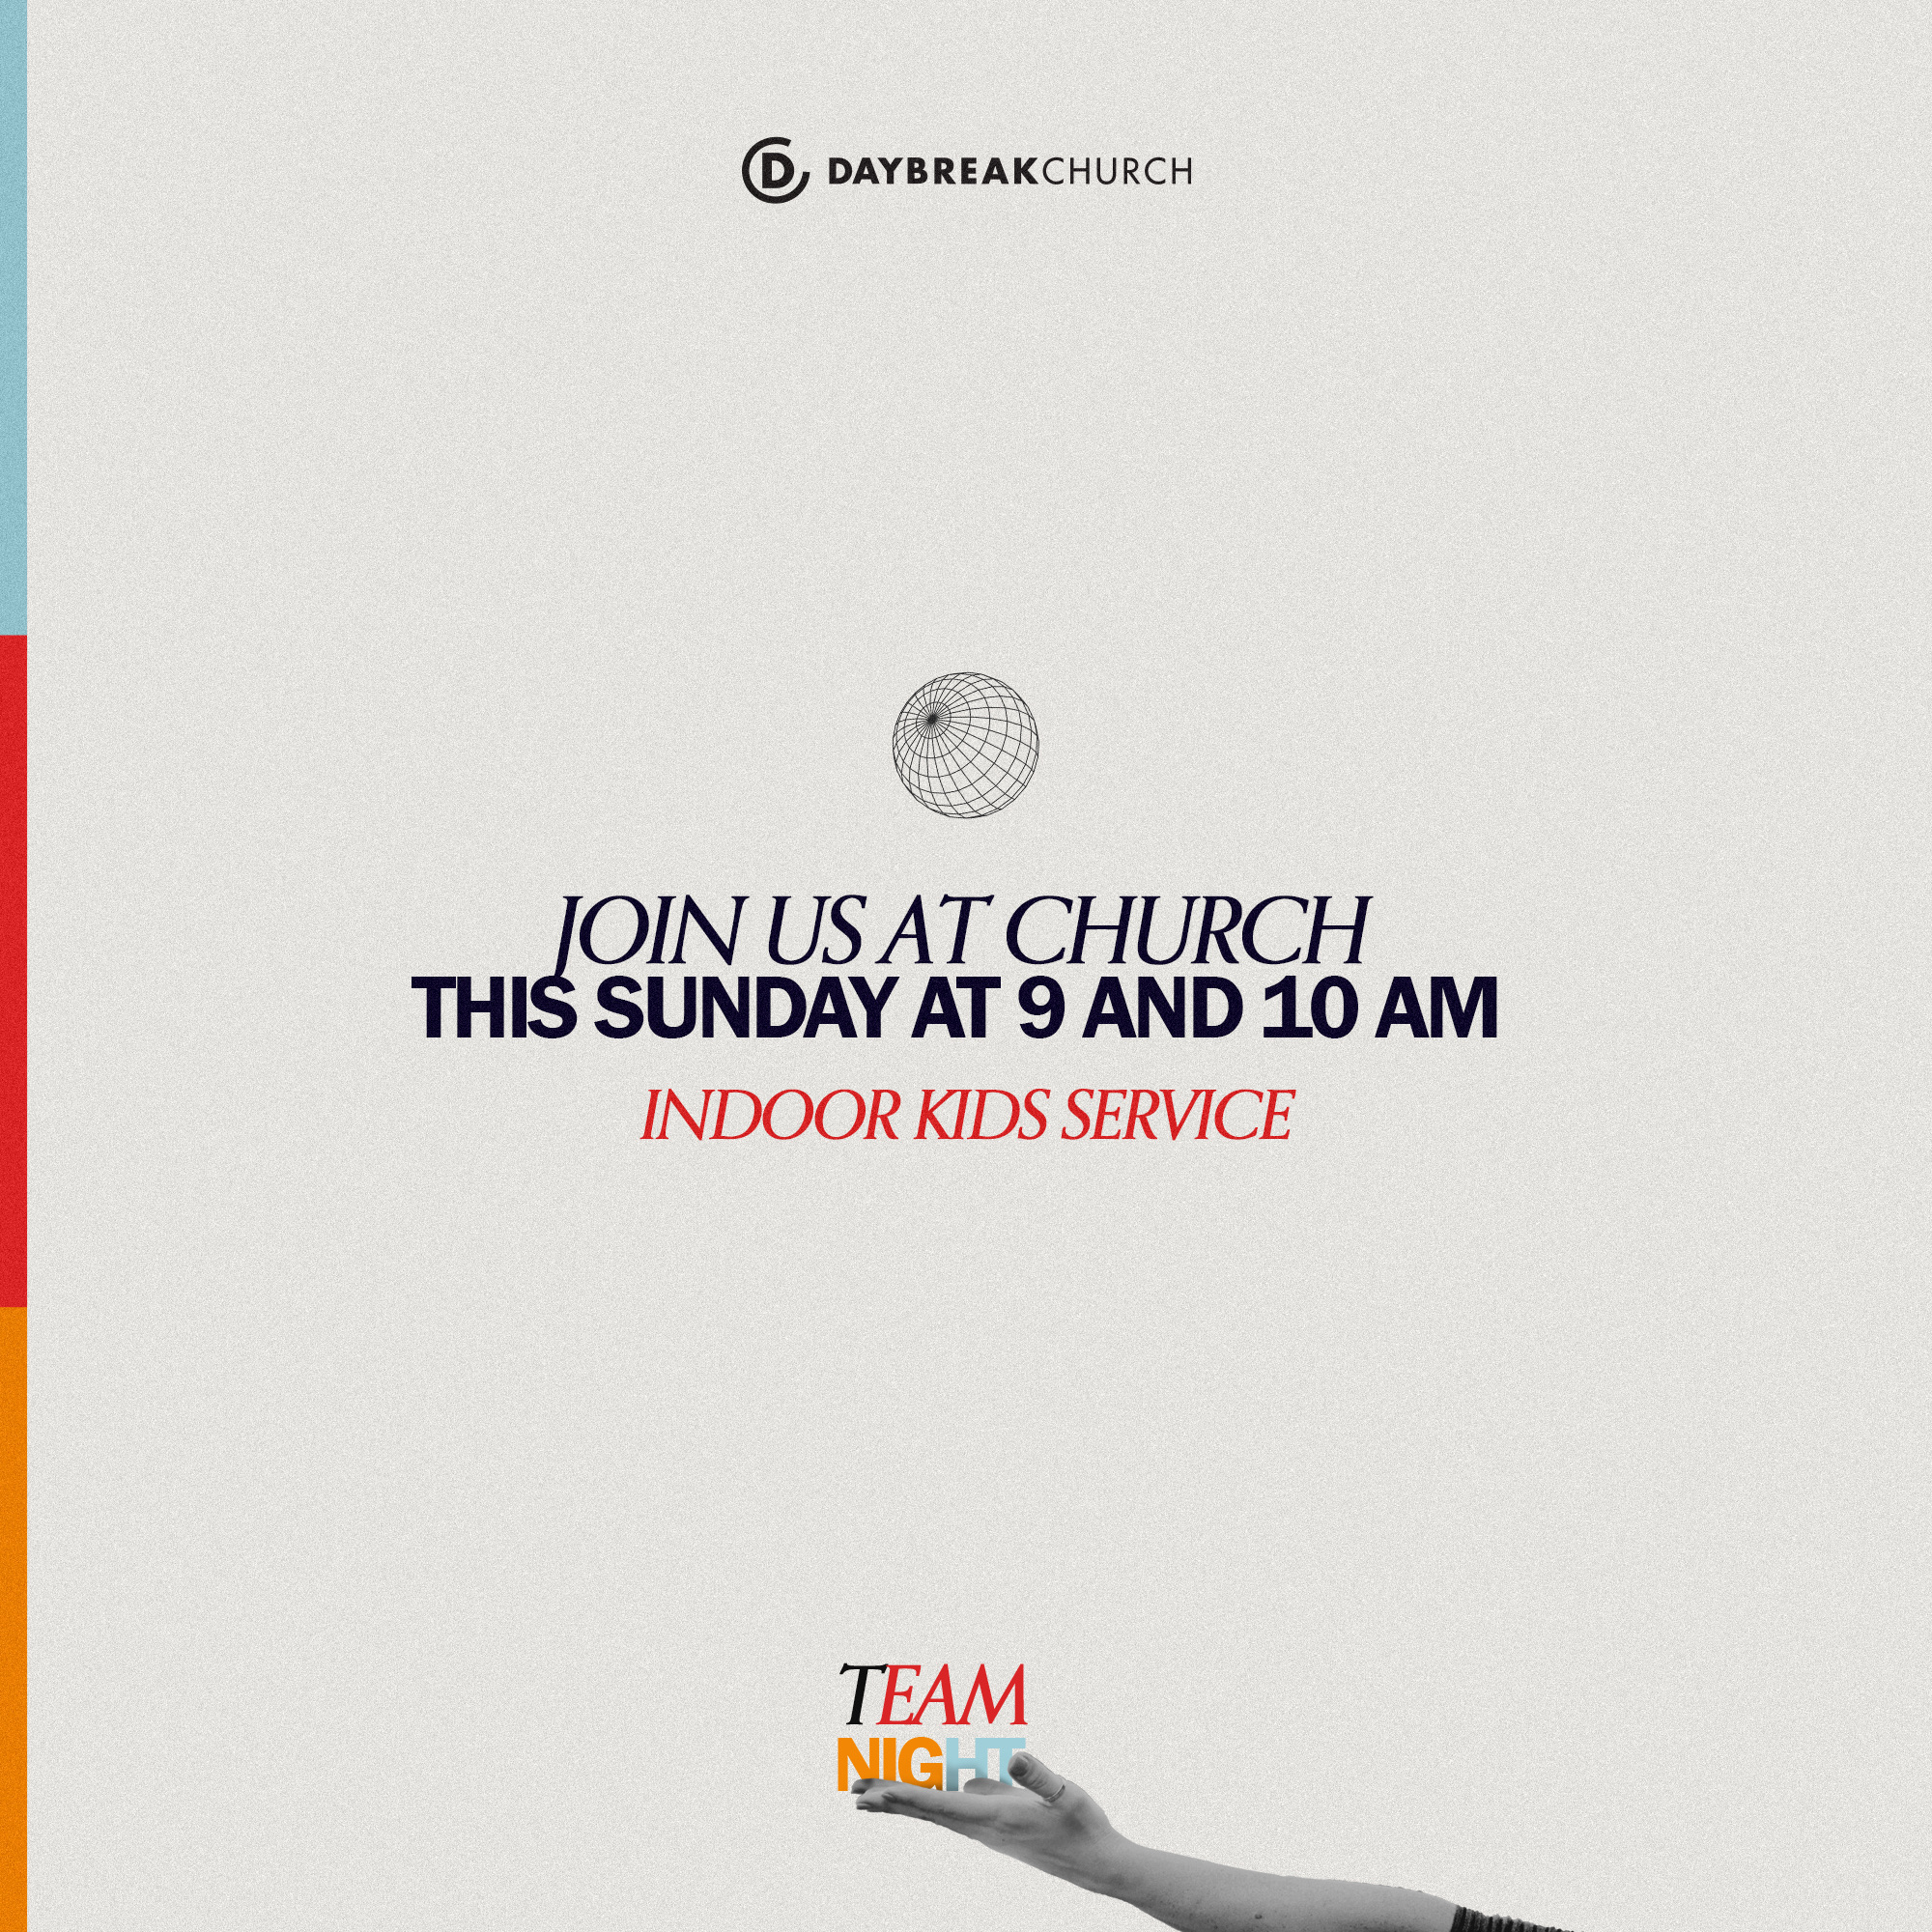 DAYBREAKCHURCH
JOIN US AT CHURCH
THIS SUNDAY AT 9 AND 10 AM
INDOOR KIDS SERVICE
TEAM
NIGHT